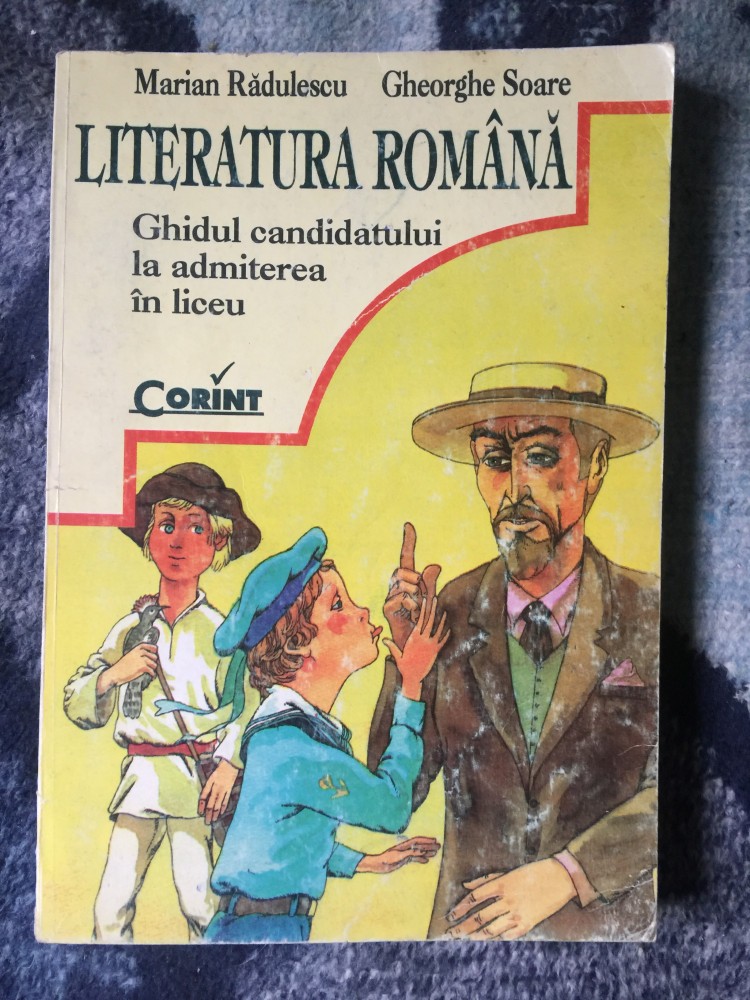 Marian Rădulescu Gheorghe Soare
LITERATURA ROMÂNĂ
Ghidul candidatului
la admiterea
în liceu
CORINT